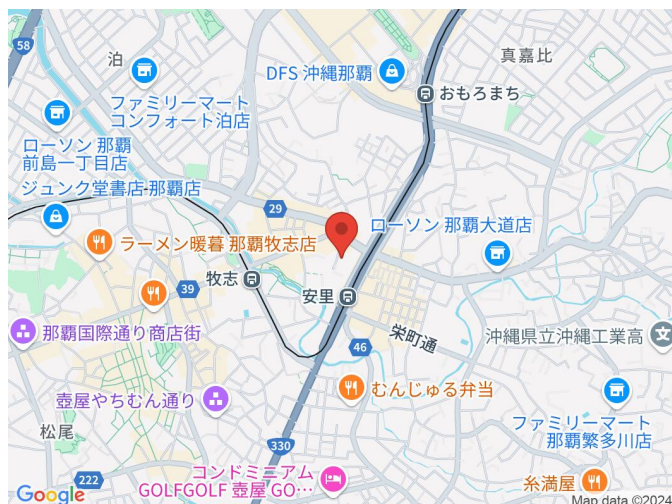 58
泊
ファミリーマート
コンフォート泊店
DFS 沖縄那覇
真嘉比
おもろまち
ローソン 那覇
前島一丁目店
ジュンク堂書店 那覇店
29
ローソン 那覇大道店
ラーメン暖暮 那覇牧志店
牧志
39
安里
那覇国際通り商店街
栄町通
沖縄県立沖縄工業高
46
壺屋やちむん通り
むんじゅる弁当
松尾
330
ファミリーマート
那覇繁多川店
222
コンドミニアム
GOLFGOLF 壺屋 GO…
糸満屋
Google
Map data ©2024